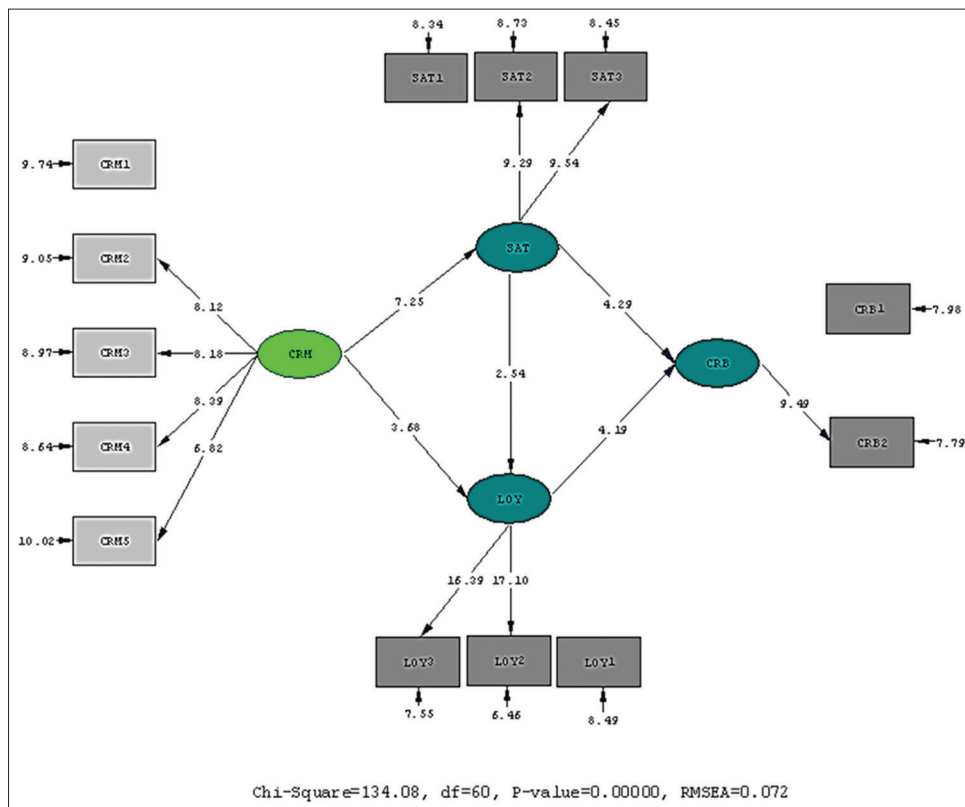 8.34 8.73 8.45
SAT1 SAT2 SAT3
9.74 CRM1
9.29 9.54
9.05 CRM2
SAT
8.12 7.25 4.29
CRB1 7.98
8.97 CRM3 8.18 CRM 2.54 CRB
8.39 9.49
8.64 CRM4 6.82 3.68 4.19
CRB2 7.79
LOY
10.02 CRM5
16.39 17.10
LOY3 LOY2 LOY1
7.55 6.46 8.49
Chi-Square=134.08, df=60, P-value=0.00000, RMSEA=0.072